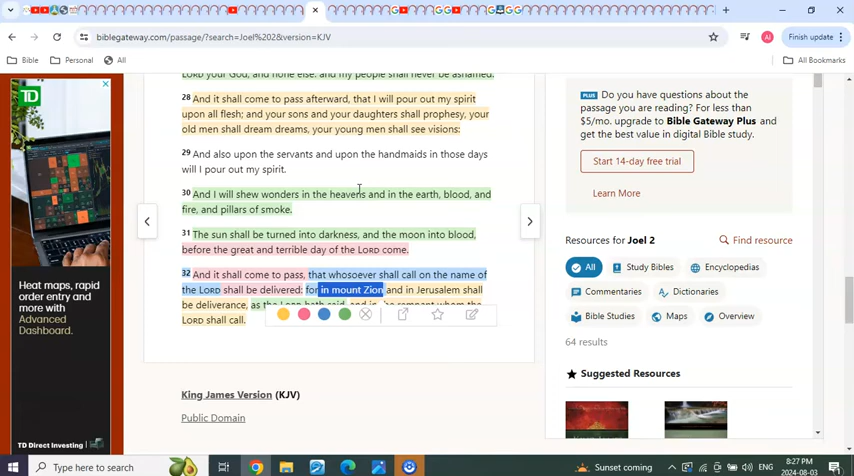 biblegateway.com/passage/?search=Joel%202&version=KJV
Finish update
Bible
Personal
All
All Bookmarks
TD
Heat maps, rapid
order entry and
more with
Advanced
Dashboard.
TD Direct Investing
LORD your God, and none else: and my people shall never be ashamed.
28 And it shall come to pass afterward, that I will pour out my spirit
upon all flesh; and your sons and your daughters shall prophesy, your
old men shall dream dreams, your young men shall see visions:
29 And also upon the servants and upon the handmaids in those days
will I pour out my spirit.
30 And I will shew wonders in the heavens and in the earth, blood, and
fire, and pillars of smoke.
31 The sun shall be turned into darkness, and the moon into blood,
before the great and terrible day of the LORD come.
32 And it shall come to pass, that whosoever shall call on the name of
the LORD shall be delivered: for in mount Zion and in Jerusalem shall
be deliverance, as the LORD hath said, and in the remnant whom the
LORD shall call.
King James Version (KJV)
Public Domain
PLUS Do you have questions about the
passage you are reading? For less than
$5/mo. upgrade to Bible Gateway Plus and
get the best value in digital Bible study.
Start 14-day free trial
Learn More
Resources for Joel 2
Find resource
All
Study Bibles
Encyclopedias
Commentaries
Dictionaries
Bible Studies
Maps
Overview
64 results
Suggested Resources
Type here to search
Sunset coming
ENG
8:27 PM
2024-08-03